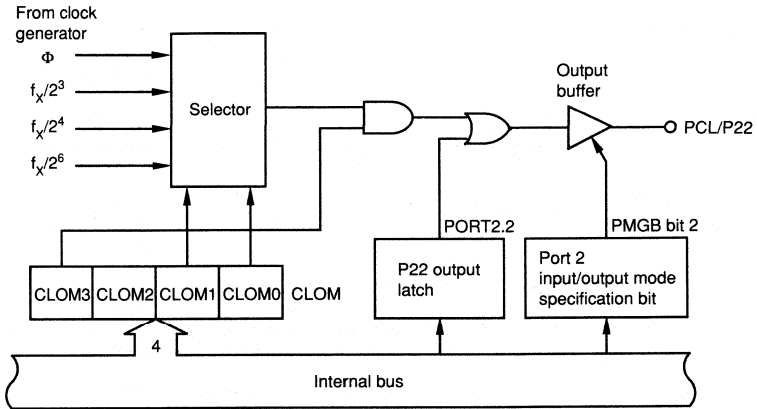 From clock
generator
Φ
fX/2³
fX/2⁴
fX/2⁶
Selector
Output
buffer
PCL/P22
PORT2.2
PMGB bit 2
P22 output
latch
Port 2
input/output mode
specification bit
CLOM3 CLOM2 CLOM1 CLOM0 CLOM
4
Internal bus